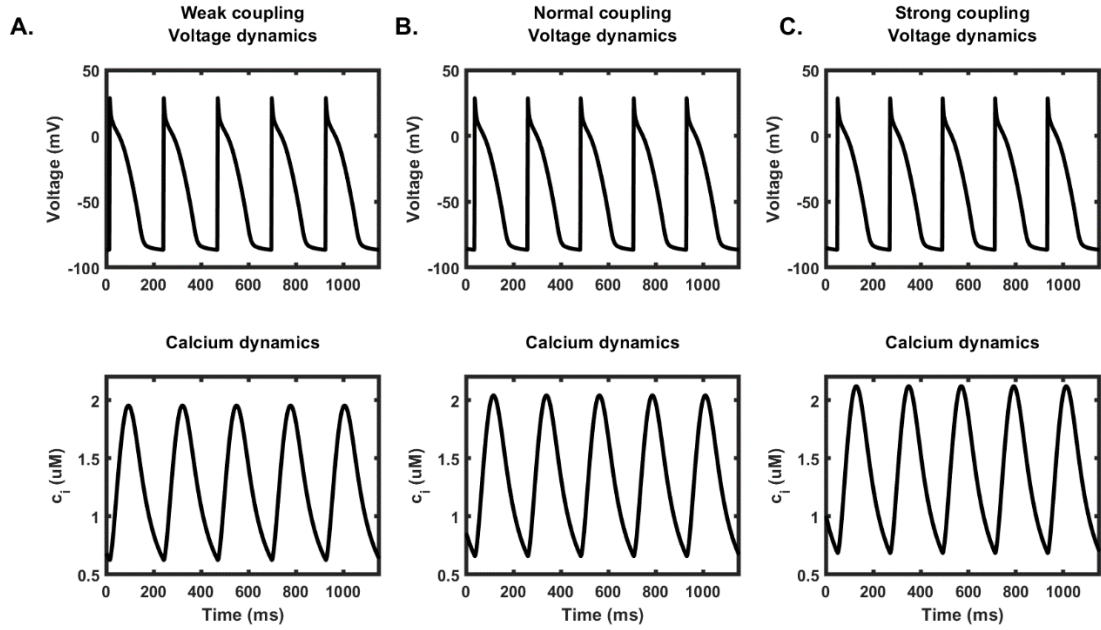 A.
Weak coupling
Voltage dynamics
50
0
-50
-100
Voltage (mV)
0 200 400 600 800 1000
Calcium dynamics
2
1.5
1
0.5
c_i (uM)
0 200 400 600 800 1000
Time (ms)
B.
Normal coupling
Voltage dynamics
50
0
-50
-100
Voltage (mV)
0 200 400 600 800 1000
Calcium dynamics
2
1.5
1
0.5
c_i (uM)
0 200 400 600 800 1000
Time (ms)
C.
Strong coupling
Voltage dynamics
50
0
-50
-100
Voltage (mV)
0 200 400 600 800 1000
Calcium dynamics
2
1.5
1
0.5
c_i (uM)
0 200 400 600 800 1000
Time (ms)